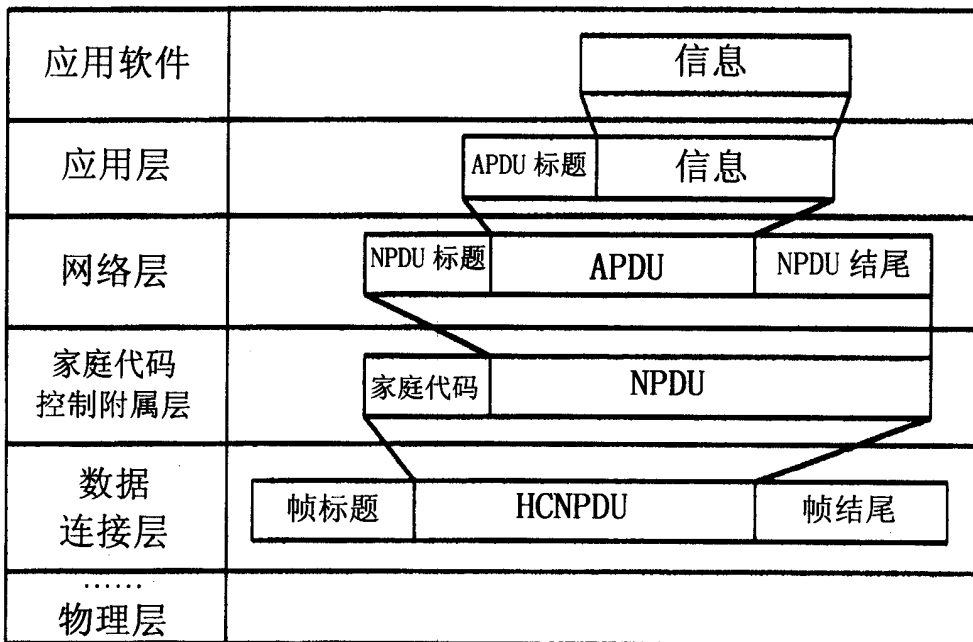 应用软件
信息
应用层
APDU 标题
信息
网络层
NPDU 标题
APDU
NPDU 结尾
家庭代码
控制附属层
家庭代码
NPDU
数据
连接层
帧标题
HCNPDU
帧结尾
……
物理层